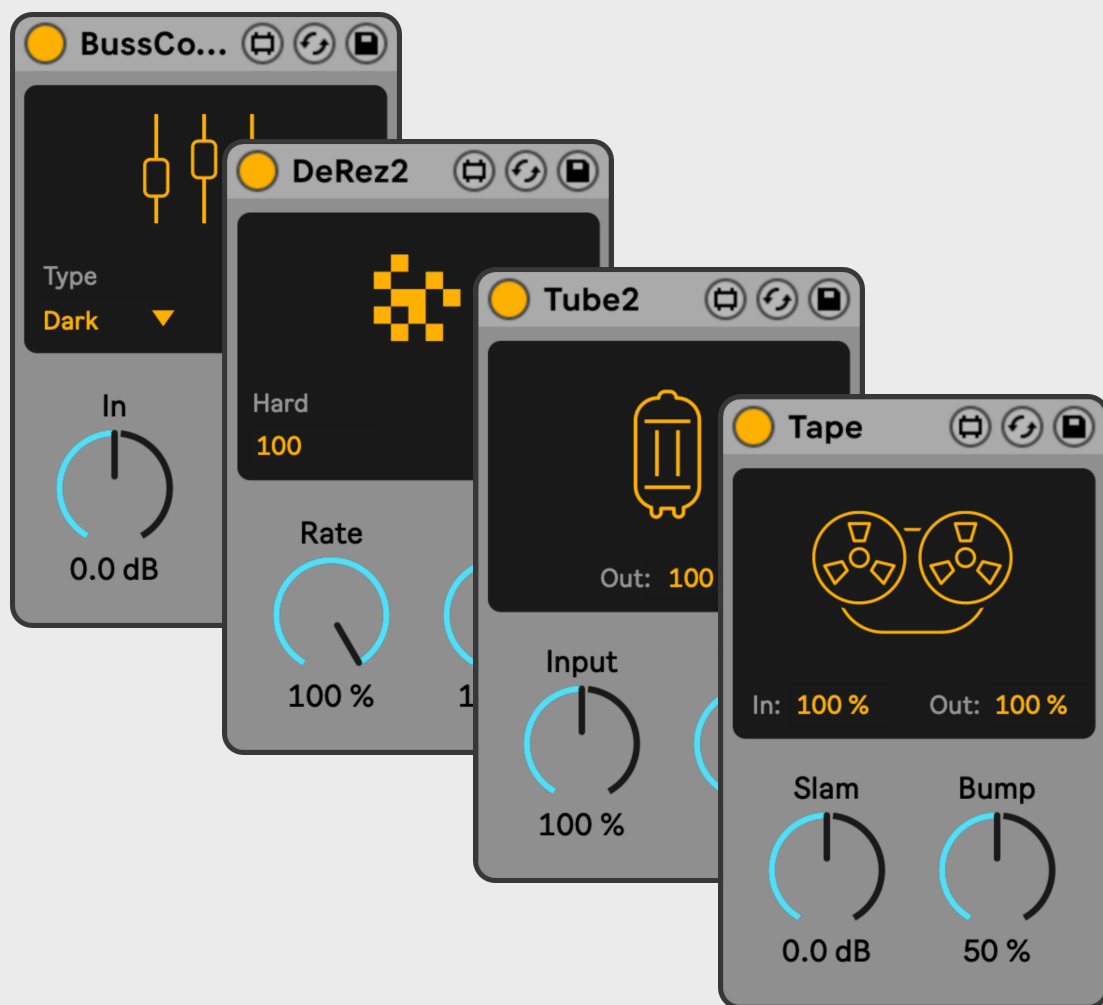 BussCo...
Type
Dark
In
0.0 dB
DeRez2
Hard
100
Rate
100 %
1
Tube2
Out: 100
Input
100 %
Tape
In: 100 % Out: 100 %
Slam Bump
0.0 dB 50 %